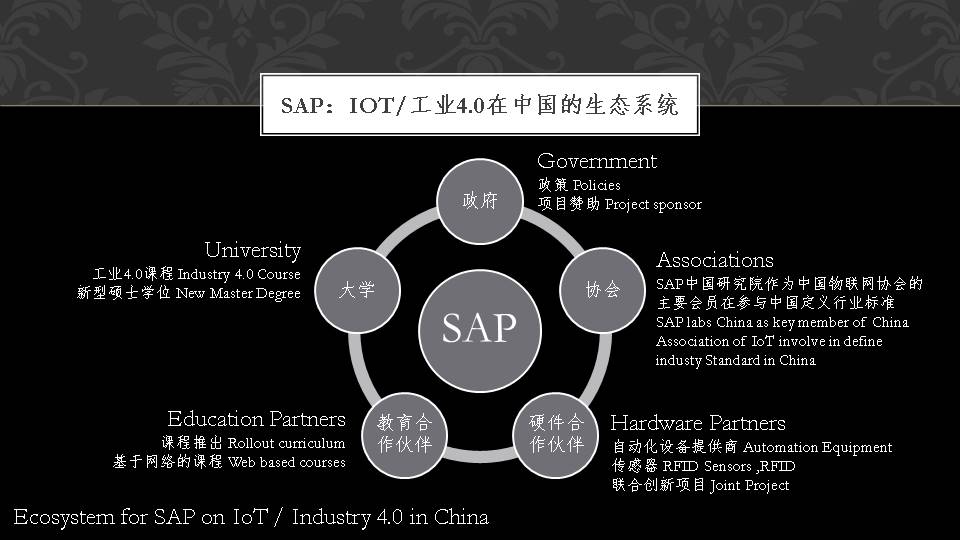 SAP：IOT/工业4.0在中国的生态系统
政府
Government
政策 Policies
项目赞助 Project sponsor
协会
Associations
SAP中国研究院作为中国物联网协会的
主要会员在参与中国定义行业标准
SAP labs China as key member of China
Association of IoT involve in define
industy Standard in China
硬件合
作伙伴
Hardware Partners
自动化设备提供商 Automation Equipment
传感器 RFID Sensors ,RFID
联合创新项目 Joint Project
教育合
作伙伴
Education Partners
课程推出 Rollout curriculum
基于网络的课程 Web based courses
大学
University
工业4.0课程 Industry 4.0 Course
新型硕士学位 New Master Degree
SAP
Ecosystem for SAP on IoT / Industry 4.0 in China